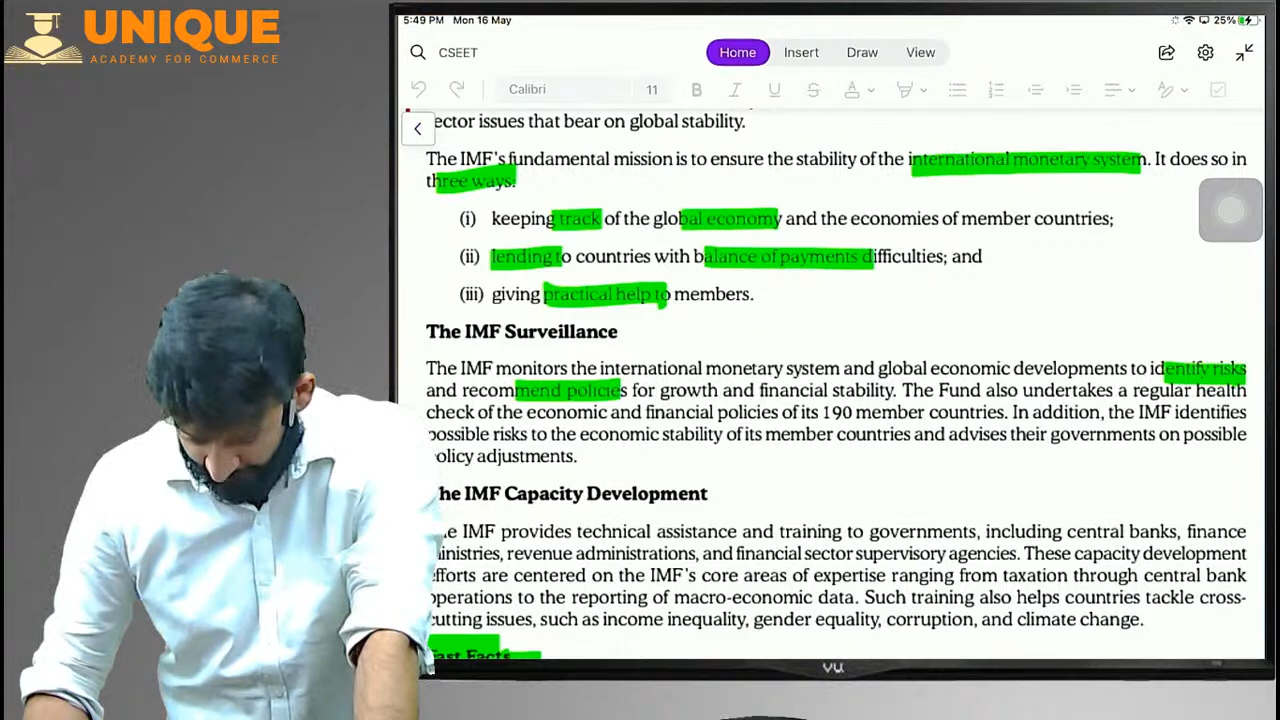 UNIQUE
ACADEMY FOR COMMERCE
5:49 PM Mon 16 May
25%
CSEET
Home Insert Draw View
Calibri 11 B I U S A
ector issues that bear on global stability.
The IMF's fundamental mission is to ensure the stability of the international monetary system. It does so in
three ways:
(i) keeping track of the global economy and the economies of member countries;
(ii) lending to countries with balance of payments difficulties; and
(iii) giving practical help to members.
The IMF Surveillance
The IMF monitors the international monetary system and global economic developments to identify risks
and recommend policies for growth and financial stability. The Fund also undertakes a regular health
check of the economic and financial policies of its 190 member countries. In addition, the IMF identifies
possible risks to the economic stability of its member countries and advises their governments on possible
olicy adjustments.
he IMF Capacity Development
e IMF provides technical assistance and training to governments, including central banks, finance
inistries, revenue administrations, and financial sector supervisory agencies. These capacity development
efforts are centered on the IMF's core areas of expertise ranging from taxation through central bank
operations to the reporting of macro-economic data. Such training also helps countries tackle cross-
cutting issues, such as income inequality, gender equality, corruption, and climate change.
Fast Facts
vu